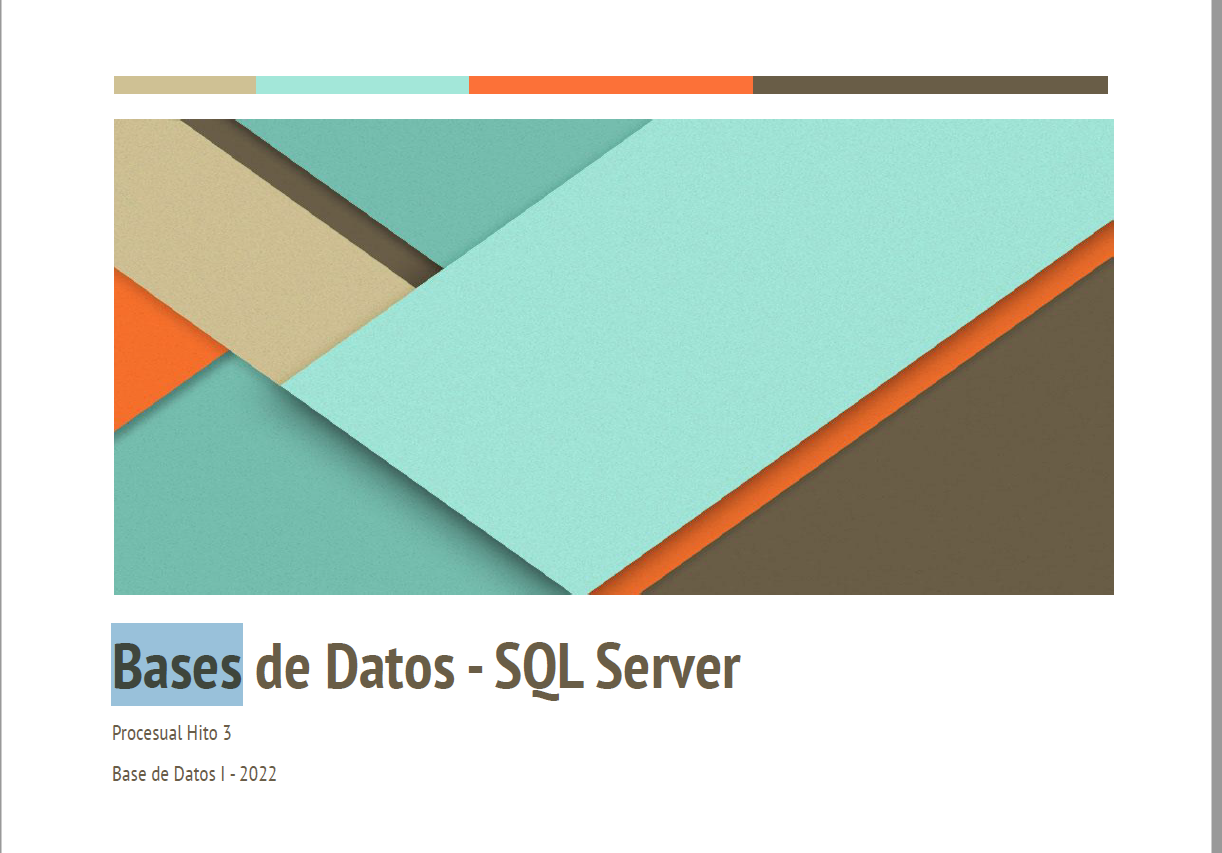 Bases de Datos - SQL Server
Procesual Hito 3
Base de Datos I - 2022